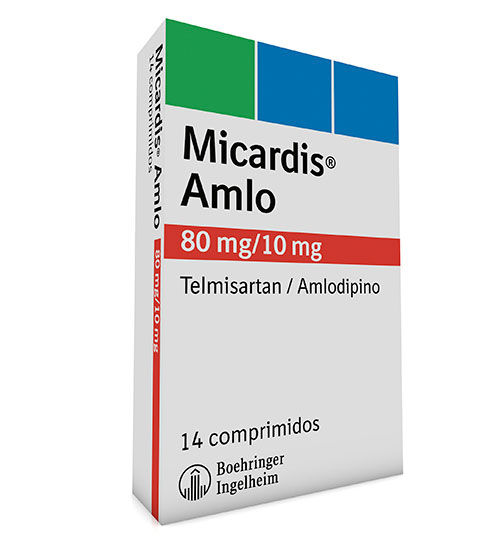 Micardis® Amlo 80 mg/10 mg
14 comprimidos
Micardis®
Amlo
80 mg/10 mg
Telmisartan / Amlodipino
14 comprimidos
Boehringer
Ingelheim